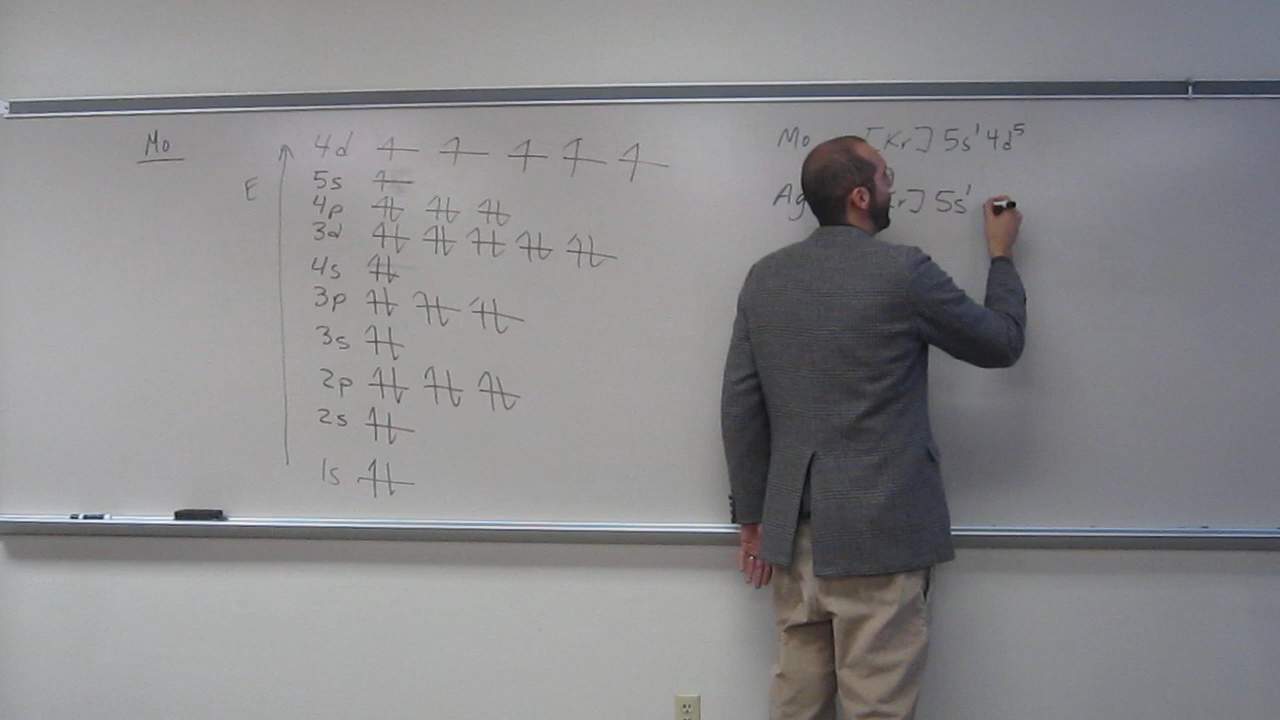 Mo
E
4d
5s
4p
3d
4s
3p
3s
2p
2s
1s
Mo [Kr] 5s¹ 4d⁵
Ag Kr] 5s¹